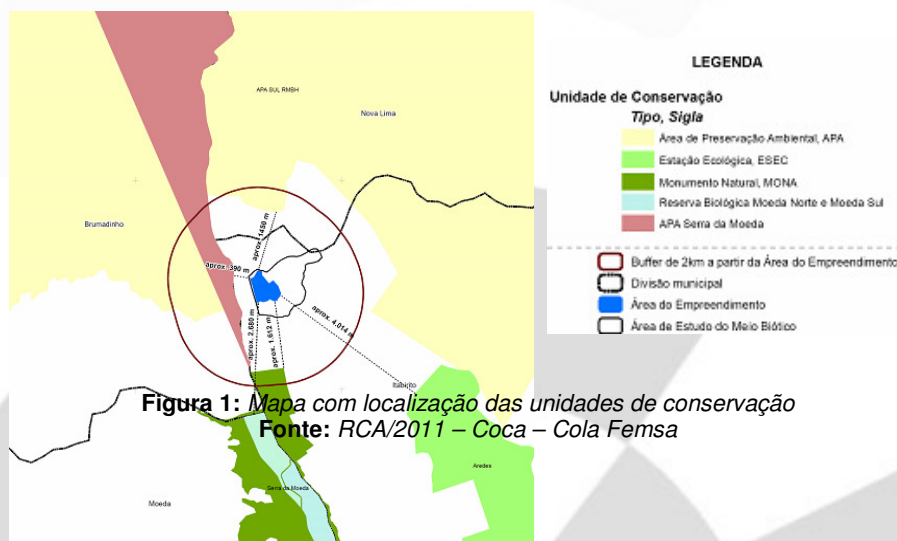 APA SUL RMBH
Nova Lima
Brumadinho
aprox. 1450 m
aprox. 390 m
aprox. 2.680 m
aprox. 1.612 m
aprox. 4.014 m
Itabirito
Aredes
Serra da Moeda
Moeda
LEGENDA
Unidade de Conservação
Tipo, Sigla
Área de Preservação Ambiental, APA
Estação Ecológica, ESEC
Monumento Natural, MONA
Reserva Biológica Moeda Norte e Moeda Sul
APA Serra da Moeda
Buffer de 2km a partir da Área do Empreendimento
Divisão municipal
Área do Empreendimento
Área de Estudo do Meio Biótico
Figura 1: Mapa com localização das unidades de conservação
Fonte: RCA/2011 – Coca – Cola Femsa